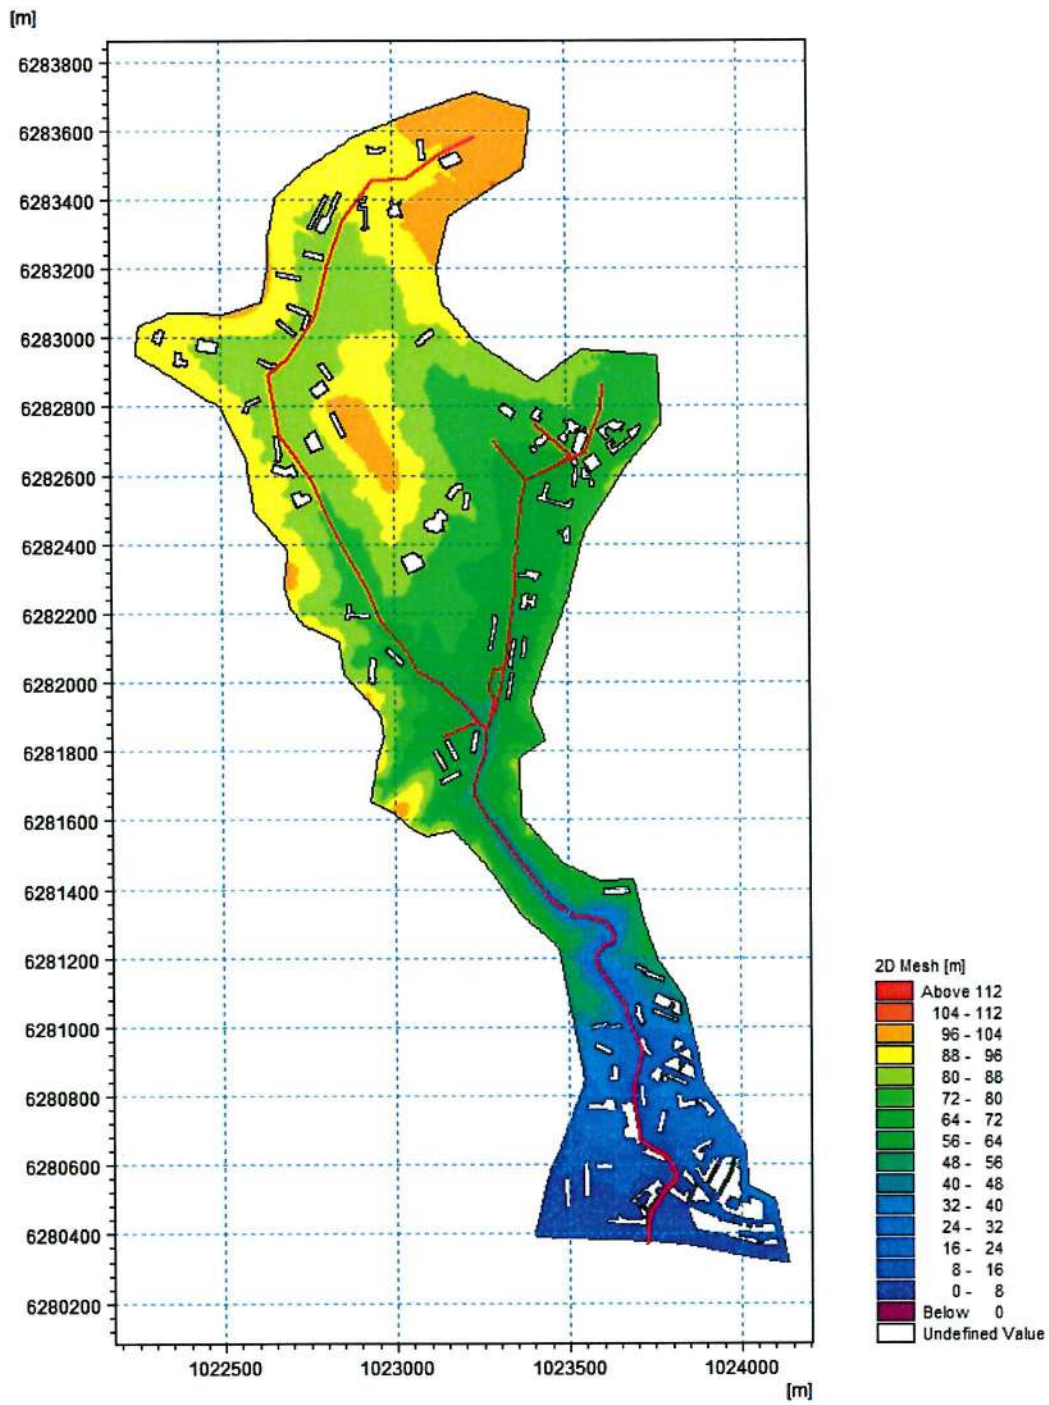 [m]
6283800
6283600
6283400
6283200
6283000
6282800
6282600
6282400
6282200
6282000
6281800
6281600
6281400
6281200
6281000
6280800
6280600
6280400
6280200
1022500 1023000 1023500 1024000
[m]
2D Mesh [m]
Above 112
104 - 112
96 - 104
88 - 96
80 - 88
72 - 80
64 - 72
56 - 64
48 - 56
40 - 48
32 - 40
24 - 32
16 - 24
8 - 16
0 - 8
Below 0
Undefined Value